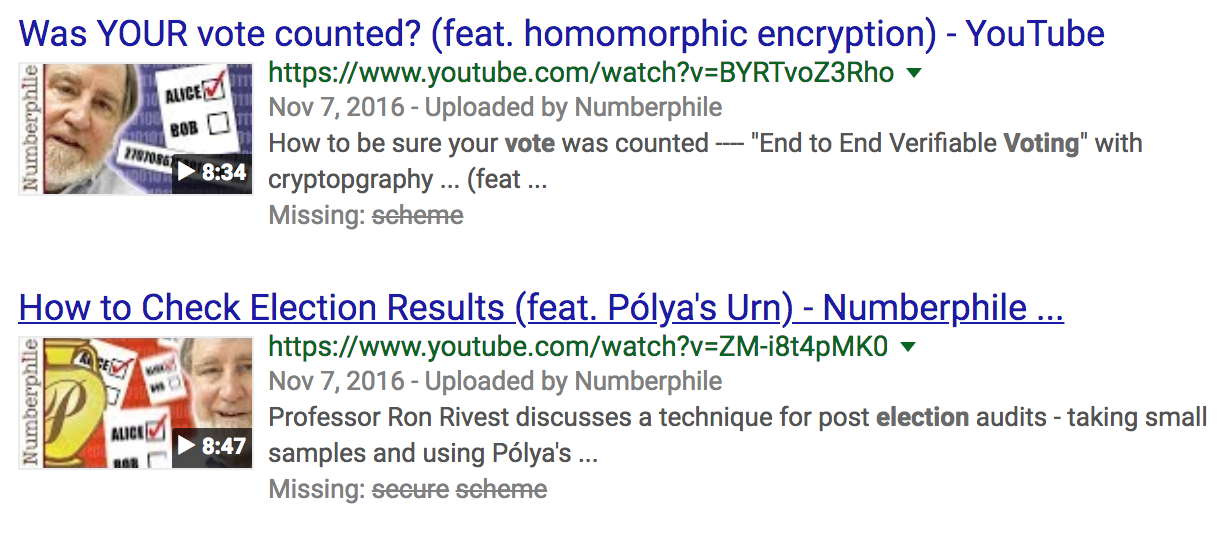 Was YOUR vote counted? (feat. homomorphic encryption) - YouTube
Numberphile
ALICE
BOB
8:34
https://www.youtube.com/watch?v=BYRTvoZ3Rho
Nov 7, 2016 - Uploaded by Numberphile
How to be sure your vote was counted ---- "End to End Verifiable Voting" with
cryptopgraphy ... (feat ...
Missing: scheme
How to Check Election Results (feat. Pólya's Urn) - Numberphile ...
Numberphile
P
ALICE
BOB
ALICE
BOB
8:47
https://www.youtube.com/watch?v=ZM-i8t4pMK0
Nov 7, 2016 - Uploaded by Numberphile
Professor Ron Rivest discusses a technique for post election audits - taking small
samples and using Pólya's ...
Missing: secure scheme